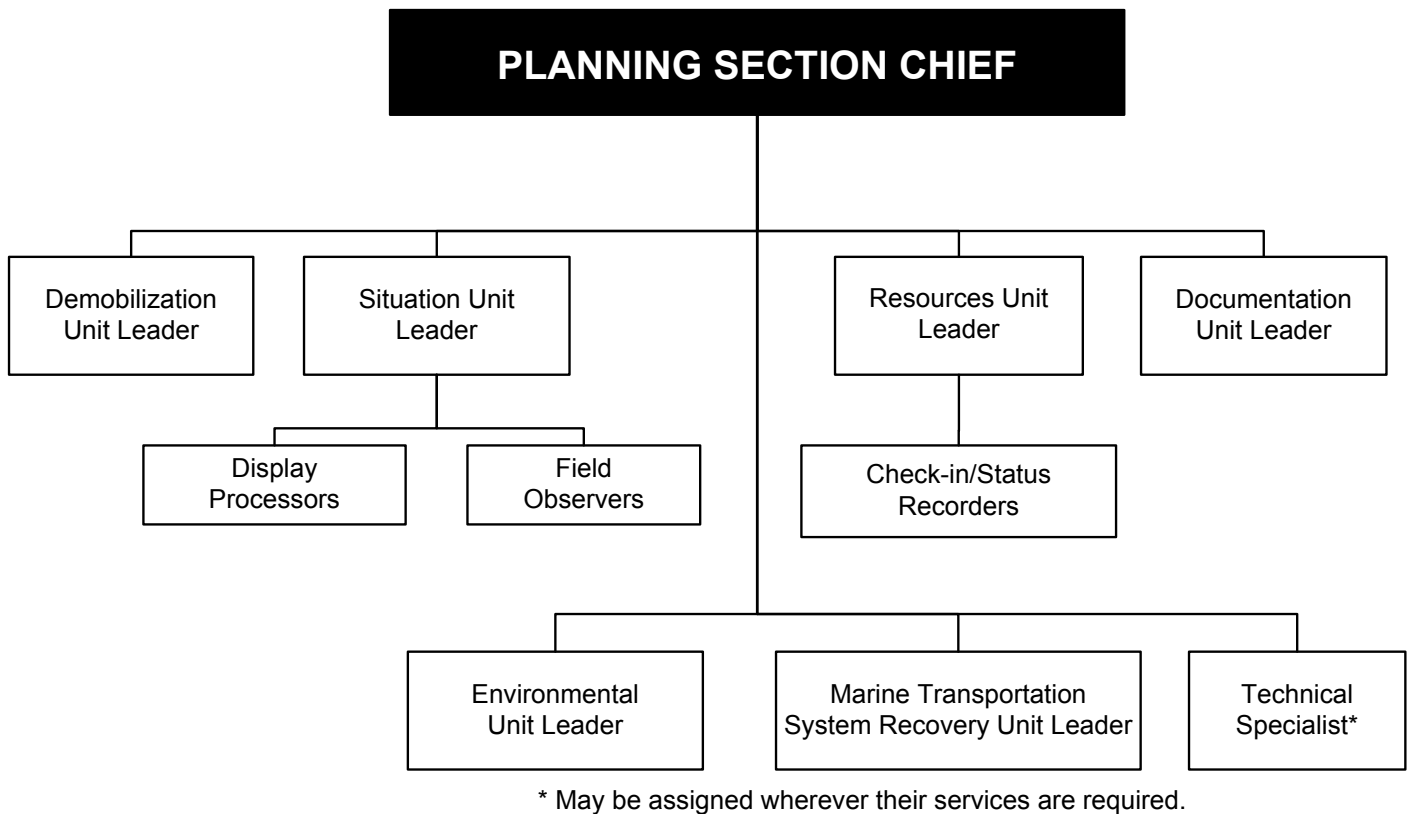 PLANNING SECTION CHIEF
Demobilization
Unit Leader
Situation Unit
Leader
Resources Unit
Leader
Documentation
Unit Leader
Display
Processors
Field
Observers
Check-in/Status
Recorders
Environmental
Unit Leader
Marine Transportation
System Recovery Unit Leader
Technical
Specialist*
* May be assigned wherever their services are required.